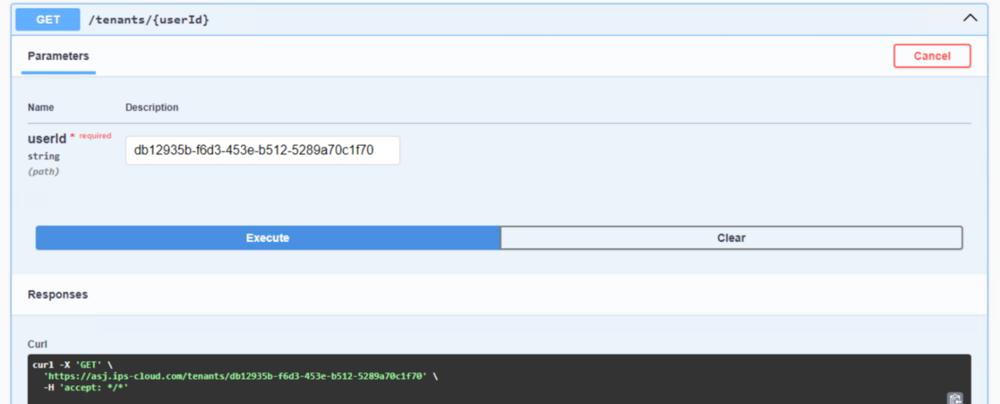 GET /tenants/{userId}
Parameters
Cancel
Name Description
userId * required
string
(path)
db12935b-f6d3-453e-b512-5289a70c1f70
Execute Clear
Responses
Curl
curl -X 'GET' \
'https://asj.ips-cloud.com/tenants/db12935b-f6d3-453e-b512-5289a70c1f70' \
-H 'accept: */*'